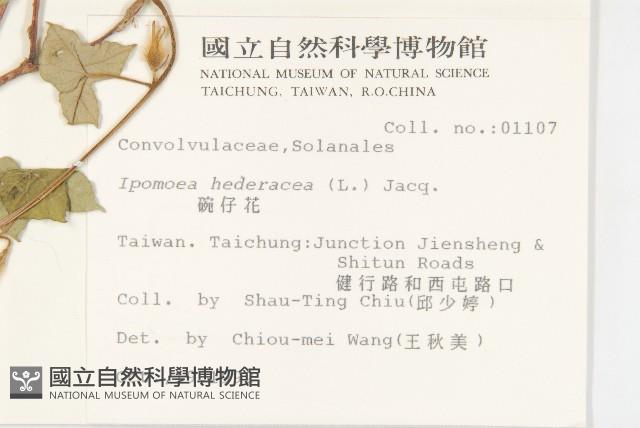 國立自然科學博物館
NATIONAL MUSEUM OF NATURAL SCIENCE
TAICHUNG, TAIWAN, R.O.CHINA
Coll. no.:01107
Convolvulaceae,Solanales
Ipomoea hederacea (L.) Jacq.
碗仔花
Taiwan. Taichung:Junction Jiensheng &
Shitun Roads
健行路和西屯路口
Coll. by Shau-Ting Chiu(邱少婷)
Det. by Chiou-mei Wang(王秋美)
國立自然科學博物館
NATIONAL MUSEUM OF NATURAL SCIENCE